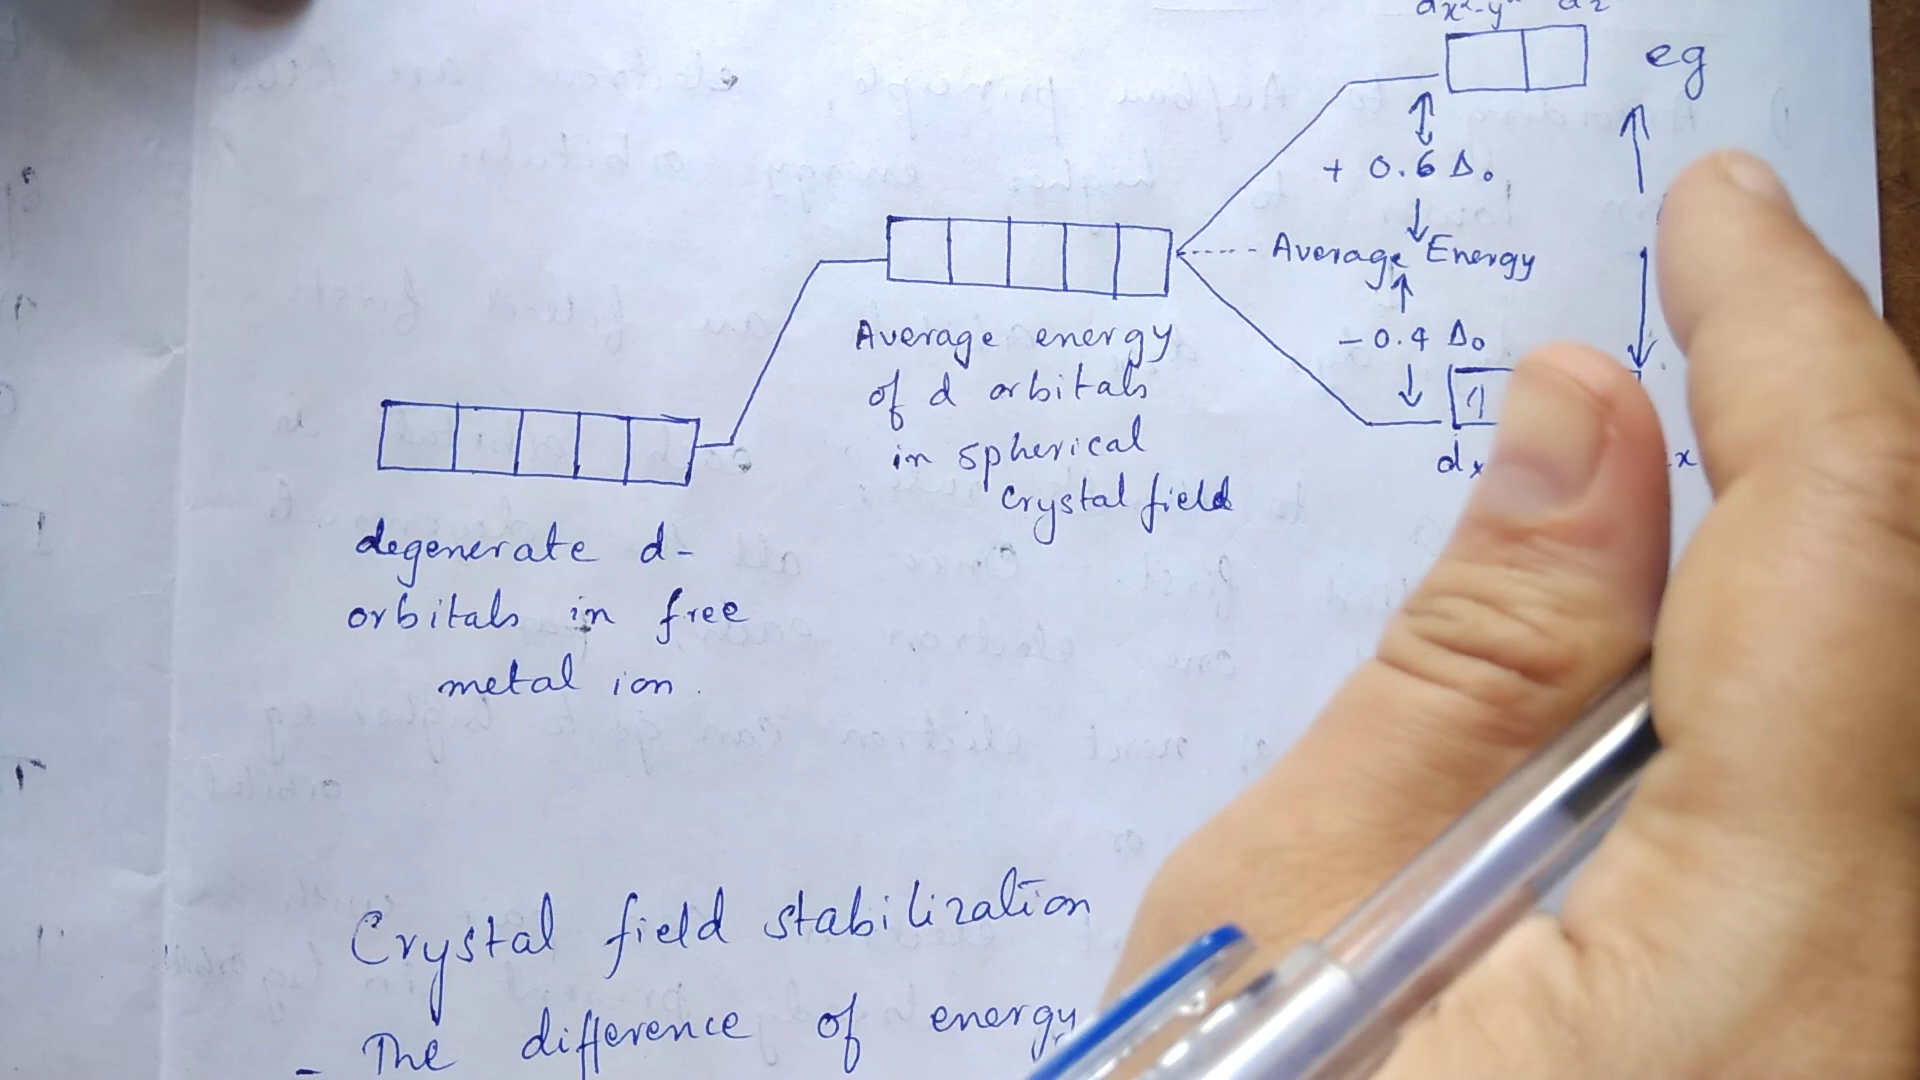 eg
+ 0.6 Δo
Average Energy
- 0.4 Δo
Average energy
of d orbitals
in spherical
crystal field
degenerate d-
orbitals in free
metal ion.
Crystal field stabilization
- The difference of energy